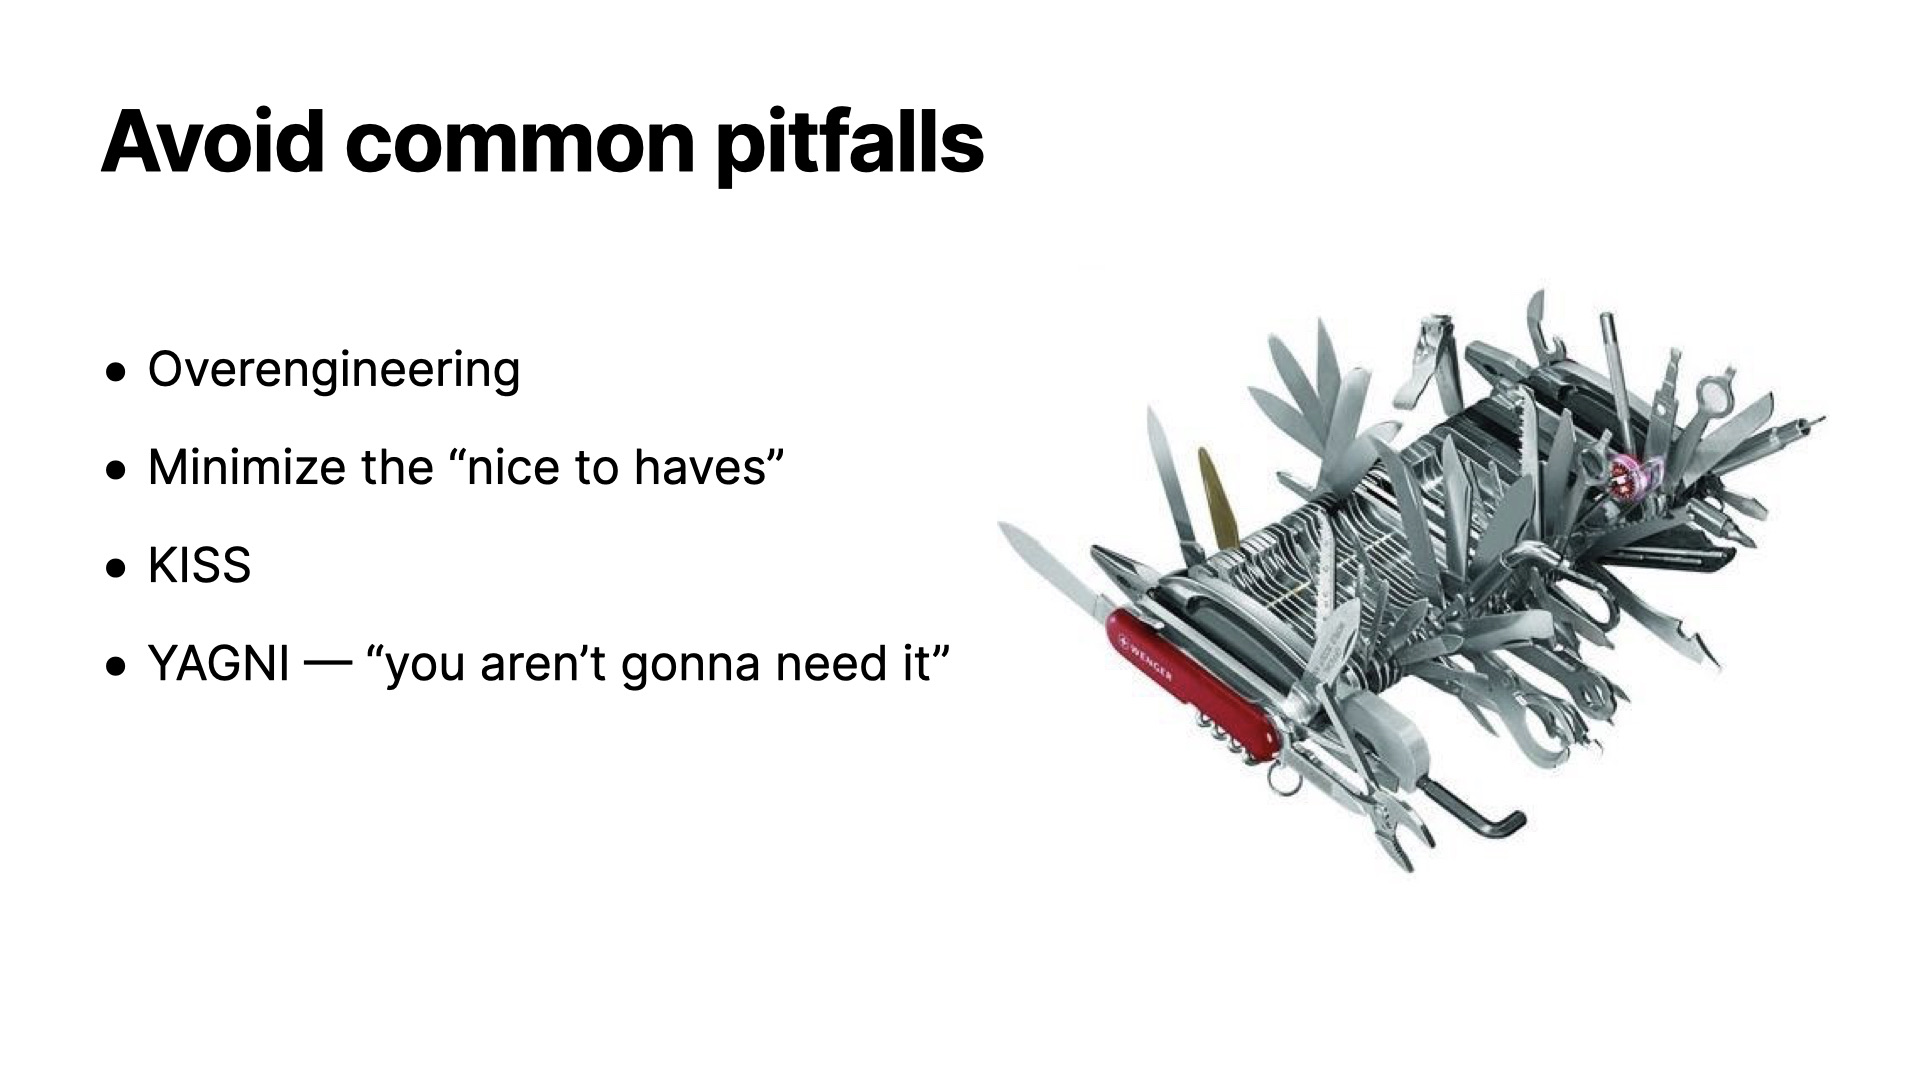 Avoid common pitfalls
• Overengineering
• Minimize the “nice to haves”
• KISS
• YAGNI — “you aren’t gonna need it”
WENGER